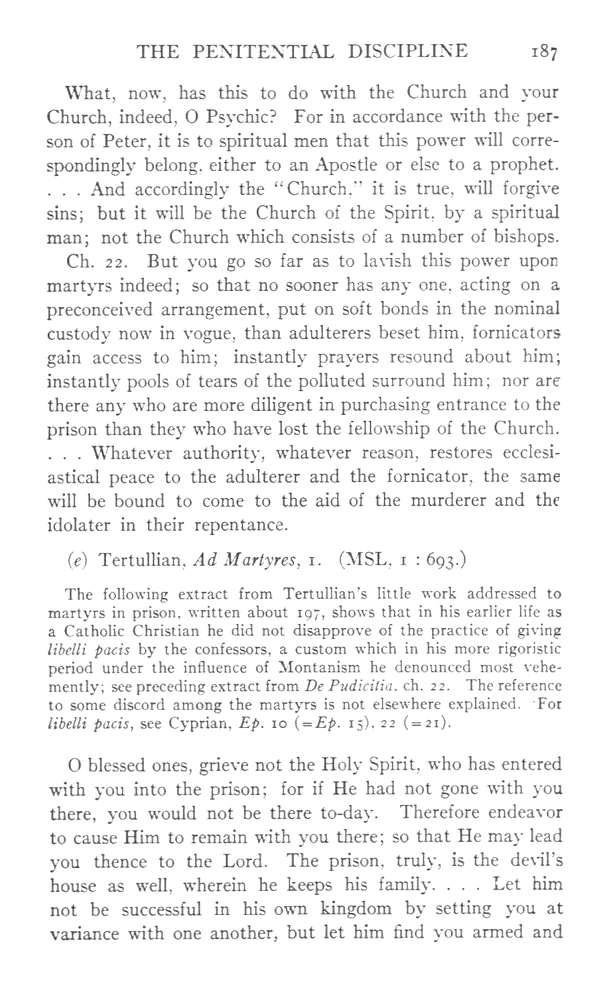 THE PENITENTIAL DISCIPLINE 187
What, now, has this to do with the Church and your
Church, indeed, O Psychic? For in accordance with the per-
son of Peter, it is to spiritual men that this power will corre-
spondingly belong, either to an Apostle or else to a prophet.
. . . And accordingly the “Church,” it is true, will forgive
sins; but it will be the Church of the Spirit, by a spiritual
man; not the Church which consists of a number of bishops.
Ch. 22. But you go so far as to lavish this power upon
martyrs indeed; so that no sooner has any one, acting on a
preconceived arrangement, put on soft bonds in the nominal
custody now in vogue, than adulterers beset him, fornicators
gain access to him; instantly prayers resound about him;
instantly pools of tears of the polluted surround him; nor are
there any who are more diligent in purchasing entrance to the
prison than they who have lost the fellowship of the Church.
. . . Whatever authority, whatever reason, restores ecclesi-
astical peace to the adulterer and the fornicator, the same
will be bound to come to the aid of the murderer and the
idolater in their repentance.
(e) Tertullian, Ad Martyres, 1. (MSL, 1 : 693.)
The following extract from Tertullian’s little work addressed to
martyrs in prison, written about 197, shows that in his earlier life as
a Catholic Christian he did not disapprove of the practice of giving
libelli pacis by the confessors, a custom which in his more rigoristic
period under the influence of Montanism he denounced most vehe-
mently; see preceding extract from De Pudicitia, ch. 22. The reference
to some discord among the martyrs is not elsewhere explained. For
libelli pacis, see Cyprian, Ep. 10 (=Ep. 15), 22 (=21).
O blessed ones, grieve not the Holy Spirit, who has entered
with you into the prison; for if He had not gone with you
there, you would not be there to-day. Therefore endeavor
to cause Him to remain with you there; so that He may lead
you thence to the Lord. The prison, truly, is the devil’s
house as well, wherein he keeps his family. . . . Let him
not be successful in his own kingdom by setting you at
variance with one another, but let him find you armed and